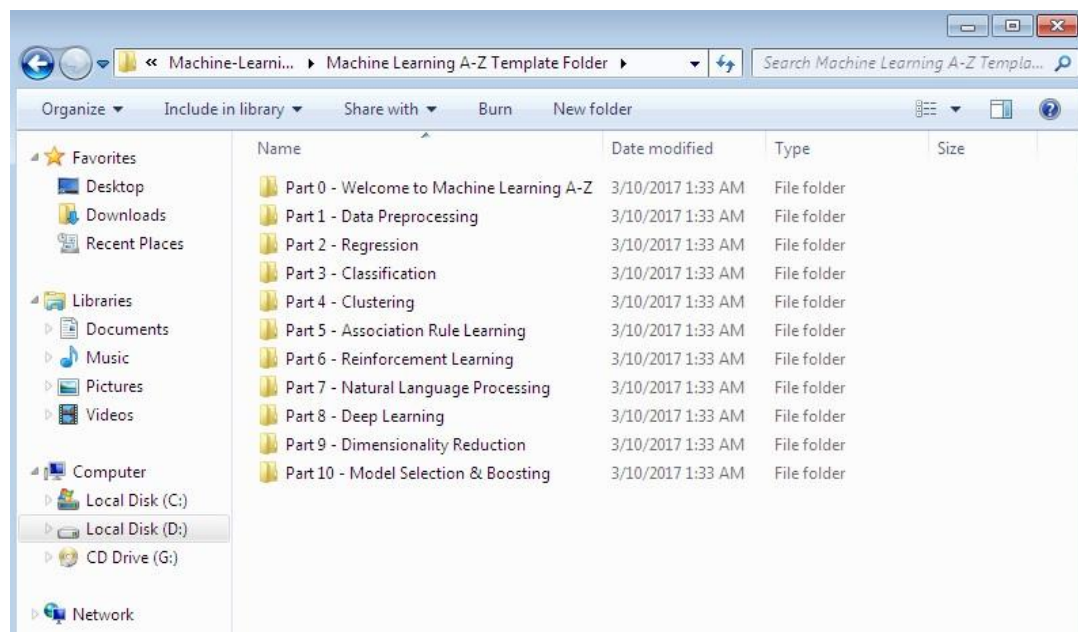 « Machine-Learni... Machine Learning A-Z Template Folder Search Machine Learning A-Z Templa...
Organize Include in library Share with Burn New folder
Name Date modified Type Size
Favorites
Desktop
Downloads
Recent Places
Libraries
Documents
Music
Pictures
Videos
Computer
Local Disk (C:)
Local Disk (D:)
CD Drive (G:)
Network
Part 0 - Welcome to Machine Learning A-Z 3/10/2017 1:33 AM File folder
Part 1 - Data Preprocessing 3/10/2017 1:33 AM File folder
Part 2 - Regression 3/10/2017 1:33 AM File folder
Part 3 - Classification 3/10/2017 1:33 AM File folder
Part 4 - Clustering 3/10/2017 1:33 AM File folder
Part 5 - Association Rule Learning 3/10/2017 1:33 AM File folder
Part 6 - Reinforcement Learning 3/10/2017 1:33 AM File folder
Part 7 - Natural Language Processing 3/10/2017 1:33 AM File folder
Part 8 - Deep Learning 3/10/2017 1:33 AM File folder
Part 9 - Dimensionality Reduction 3/10/2017 1:33 AM File folder
Part 10 - Model Selection & Boosting 3/10/2017 1:33 AM File folder